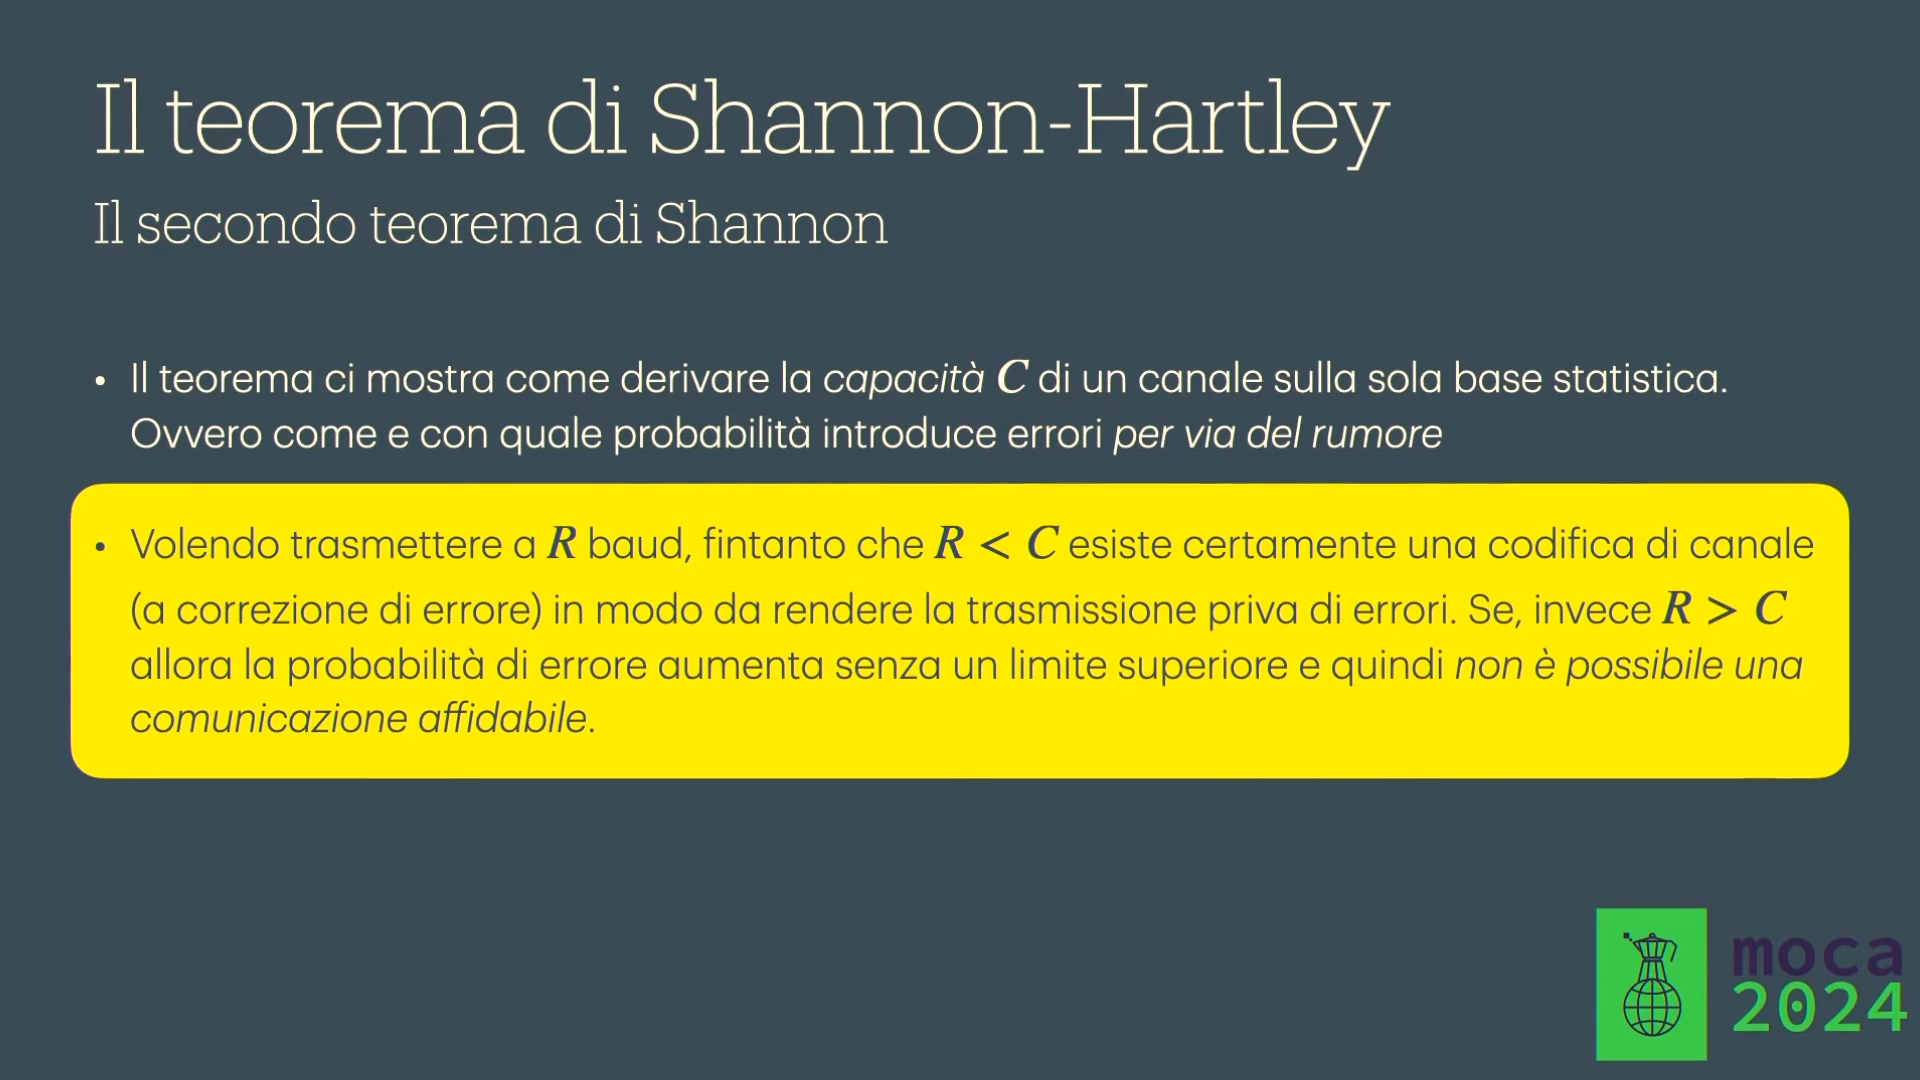 Il teorema di Shannon-Hartley
Il secondo teorema di Shannon
• Il teorema ci mostra come derivare la capacità C di un canale sulla sola base statistica.
Ovvero come e con quale probabilità introduce errori per via del rumore
• Volendo trasmettere a R baud, fintanto che R < C esiste certamente una codifica di canale
(a correzione di errore) in modo da rendere la trasmissione priva di errori. Se, invece R > C
allora la probabilità di errore aumenta senza un limite superiore e quindi non è possibile una
comunicazione affidabile.
moca
2024